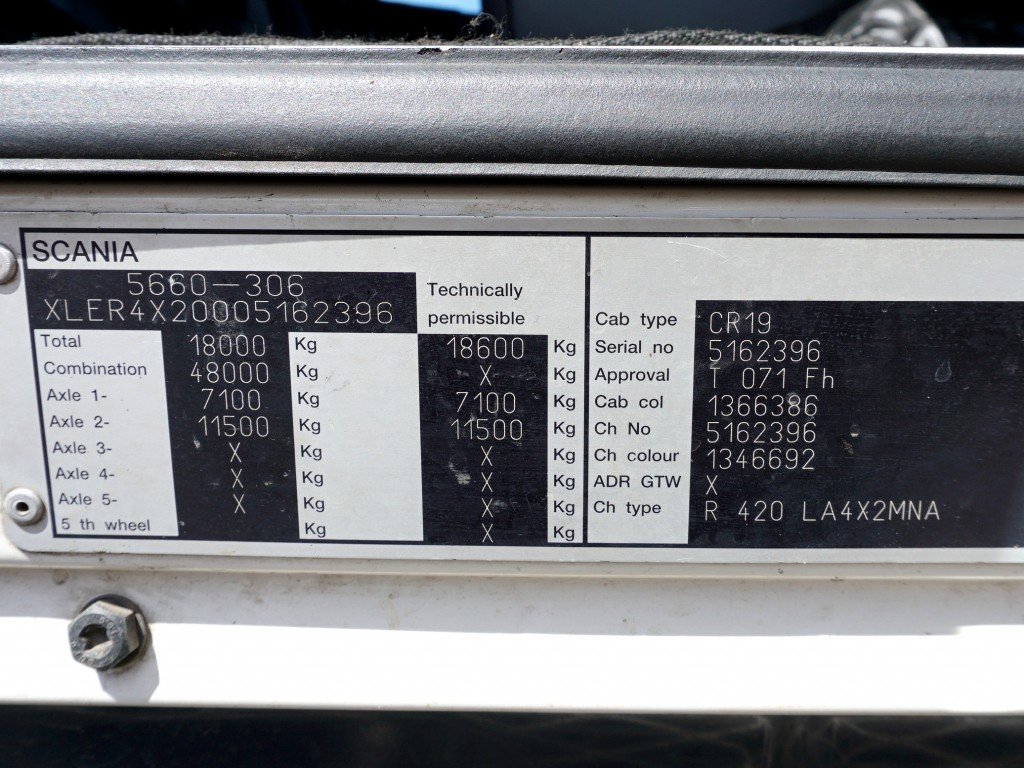 SCANIA
5660-306
XLER4X20005162396
Technically
permissible
Total 18000 Kg 18600 Kg
Combination 48000 Kg X Kg
Axle 1- 7100 Kg 7100 Kg
Axle 2- 11500 Kg 11500 Kg
Axle 3- X Kg X Kg
Axle 4- X Kg X Kg
Axle 5- X Kg X Kg
5 th wheel Kg X Kg
Cab type CR19
Serial no 5162396
Approval T 071 Fh
Cab col 1366386
Ch No 5162396
Ch colour 1346692
ADR GTW X
Ch type R 420 LA4X2MNA